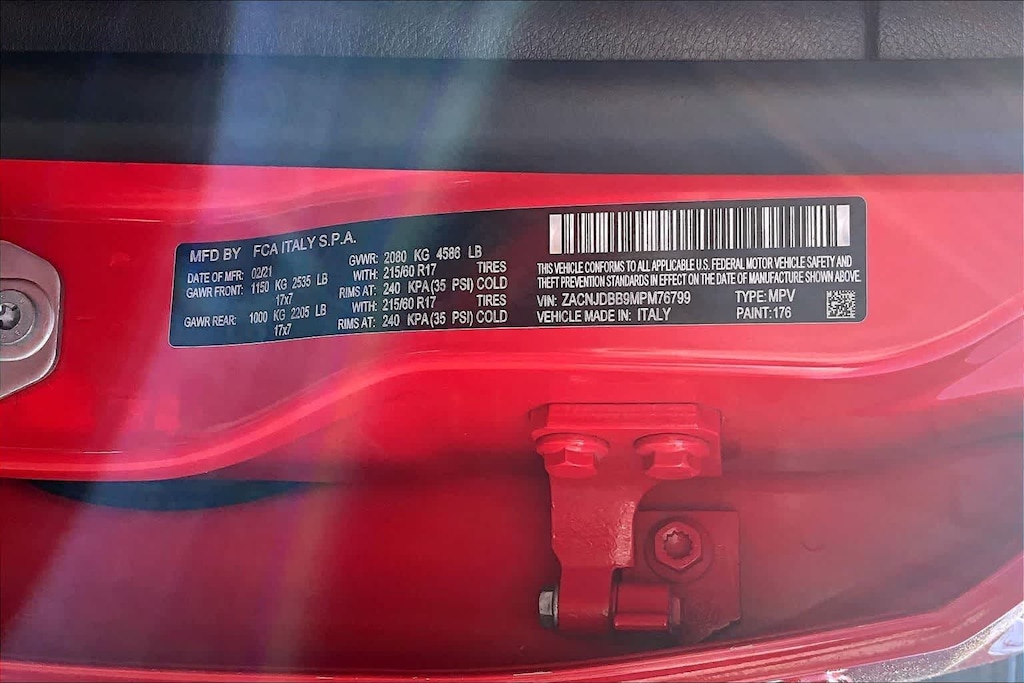 MFD BY FCA ITALY S.P.A.
DATE OF MFR: 02/21 GVWR: 2080 KG 4586 LB
GAWR FRONT: 1150 KG 2535 LB WITH: 215/60 R17 TIRES
17x7 RIMS AT: 240 KPA(35 PSI) COLD
GAWR REAR: 1000 KG 2205 LB WITH: 215/60 R17 TIRES
17x7 RIMS AT: 240 KPA(35 PSI) COLD
THIS VEHICLE CONFORMS TO ALL APPLICABLE U.S. FEDERAL MOTOR VEHICLE SAFETY AND
THEFT PREVENTION STANDARDS IN EFFECT ON THE DATE OF MANUFACTURE SHOWN ABOVE.
VIN: ZACNJDBB9MPM76799 TYPE: MPV
VEHICLE MADE IN: ITALY PAINT: 176